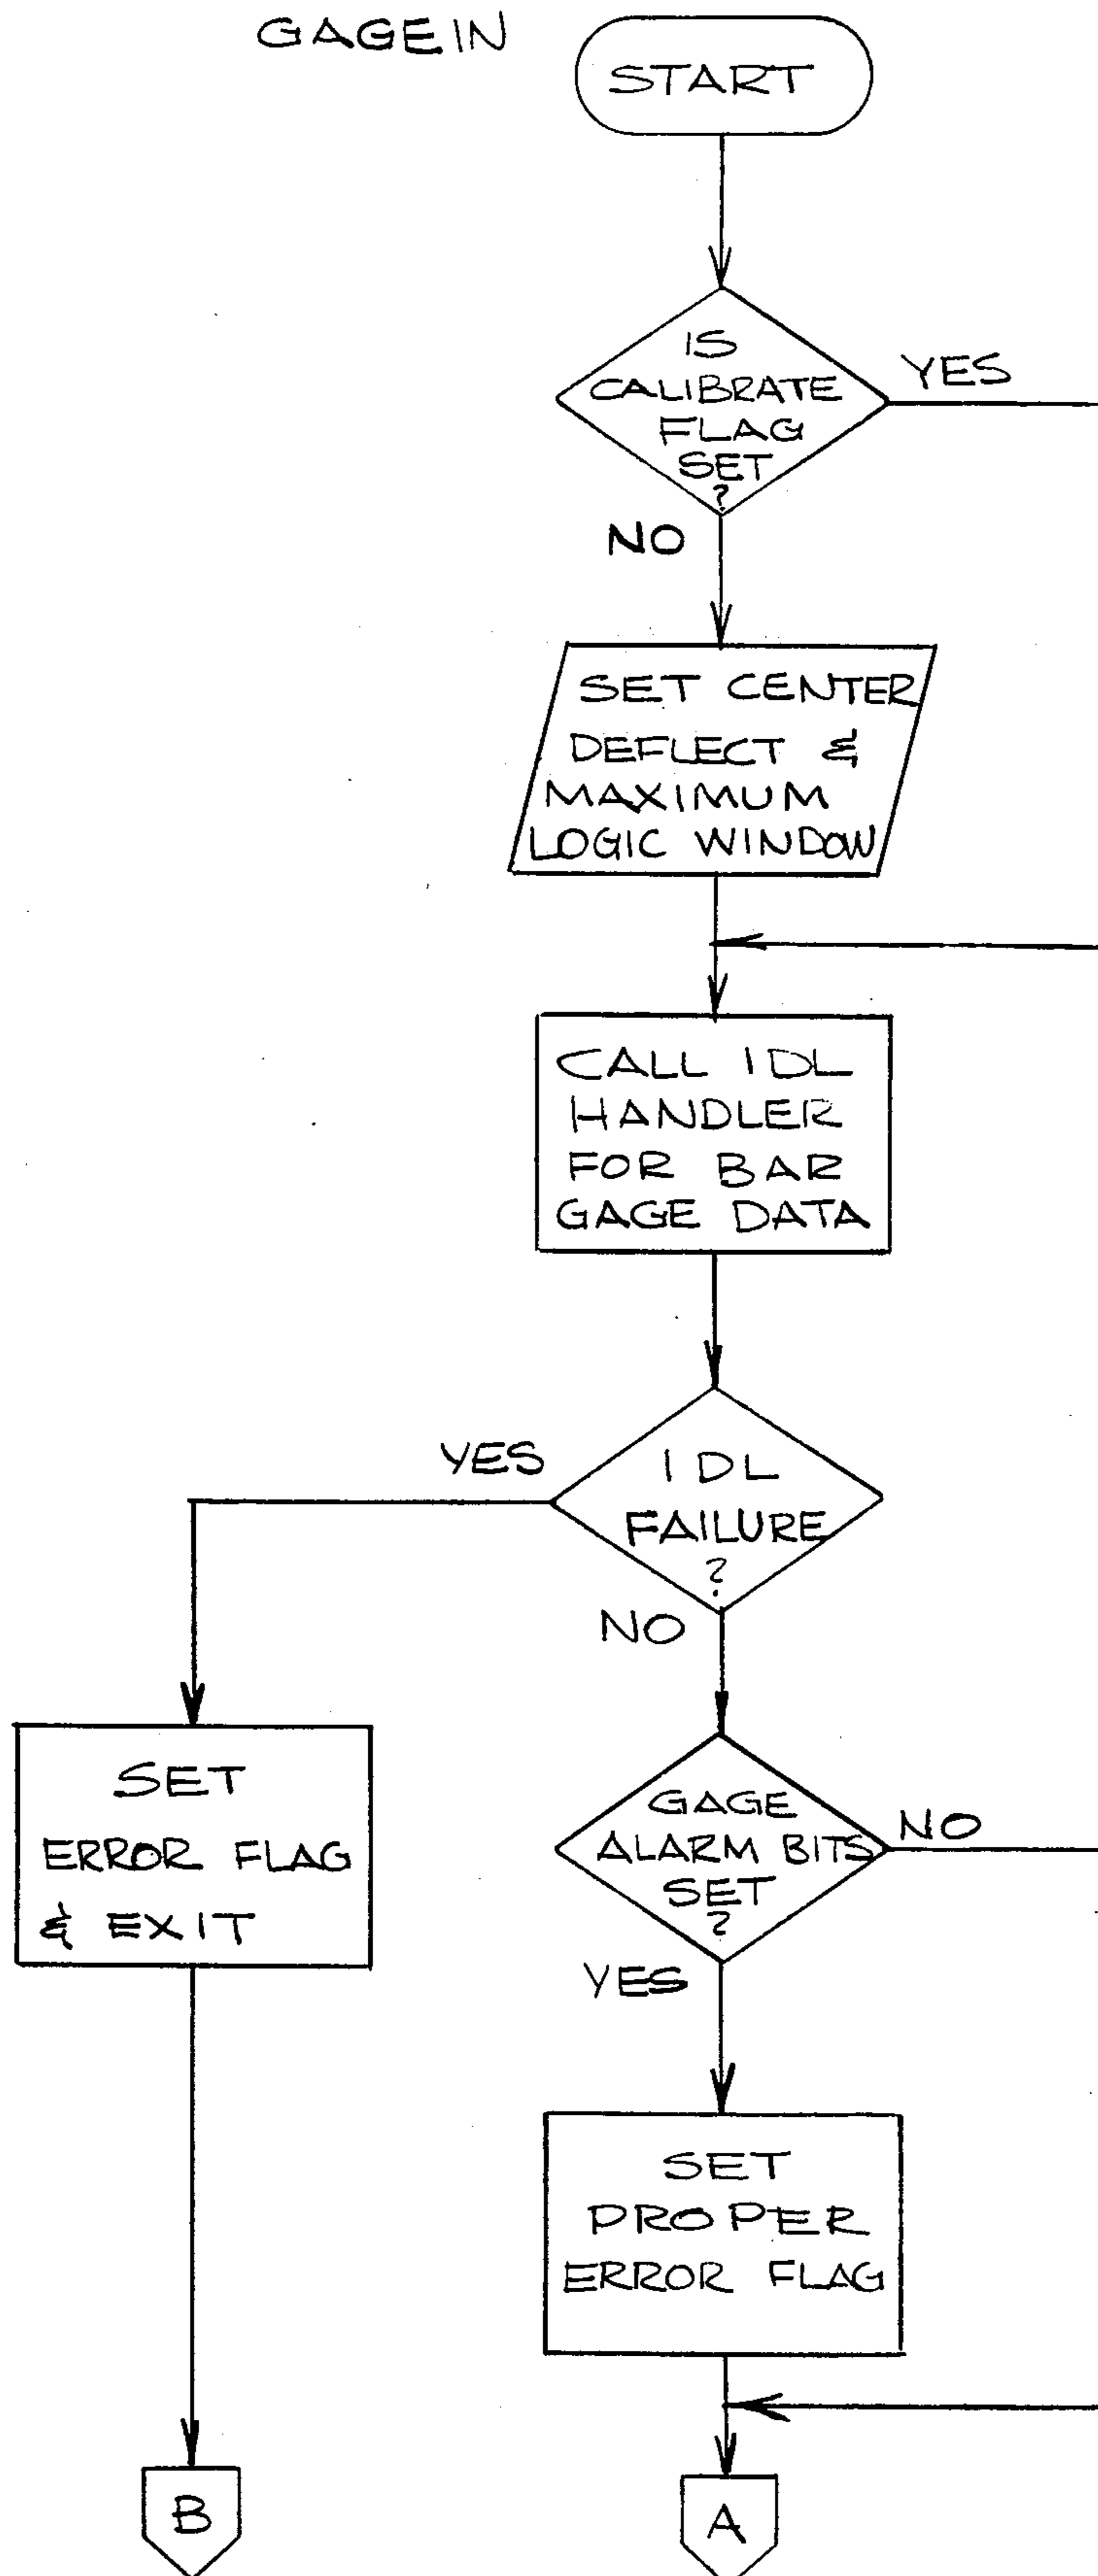 GAGEIN
START
IS
CALIBRATE
FLAG
SET
?
YES
NO
SET CENTER
DEFLECT &
MAXIMUM
LOGIC WINDOW
CALL IDL
HANDLER
FOR BAR
GAGE DATA
YES
IDL
FAILURE
?
NO
SET
ERROR FLAG
& EXIT
GAGE
ALARM BITS
SET
?
NO
YES
SET
PROPER
ERROR FLAG
B
A